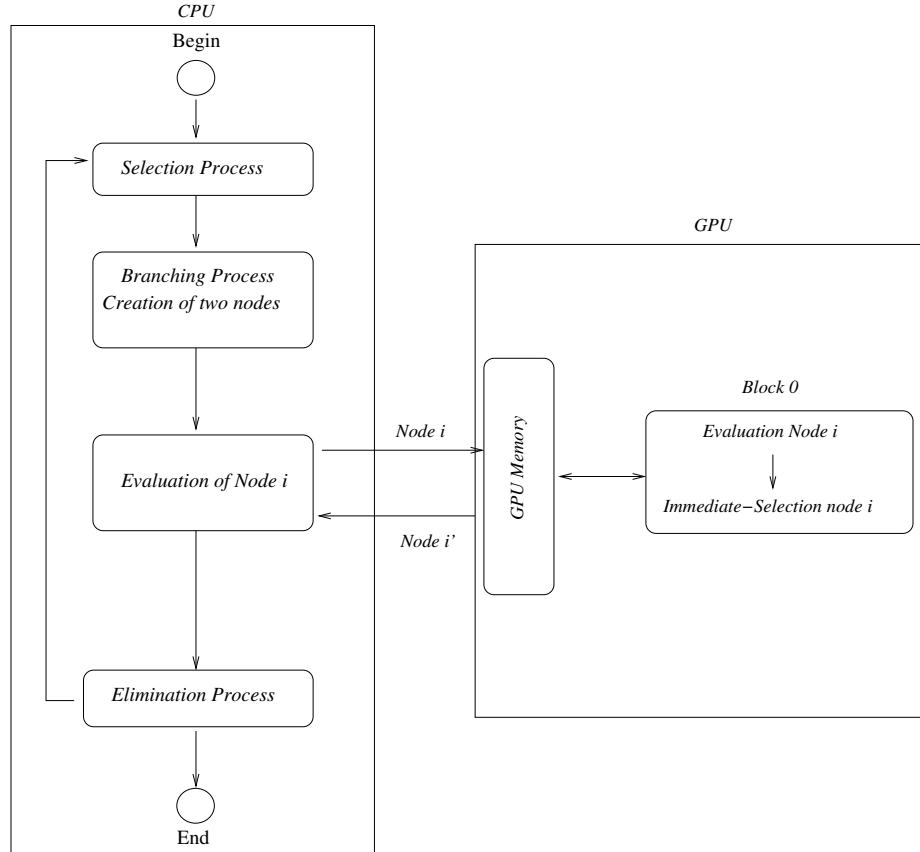 CPU
Begin
Selection Process
Branching Process
Creation of two nodes
Evaluation of Node i
Elimination Process
End
Node i
Node i’
GPU
GPU Memory
Block 0
Evaluation Node i
Immediate−Selection node i